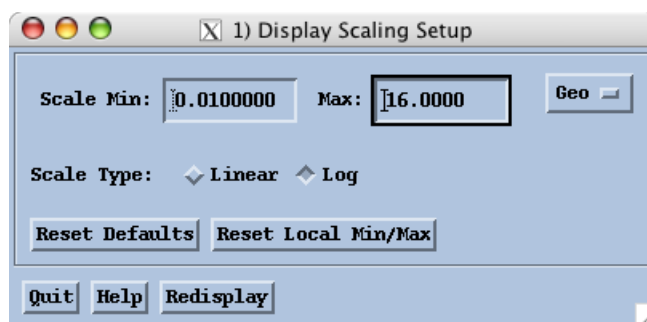 1) Display Scaling Setup
Scale Min: 0.0100000 Max: 16.0000 Geo
Scale Type: Linear Log
Reset Defaults Reset Local Min/Max
Quit Help Redisplay